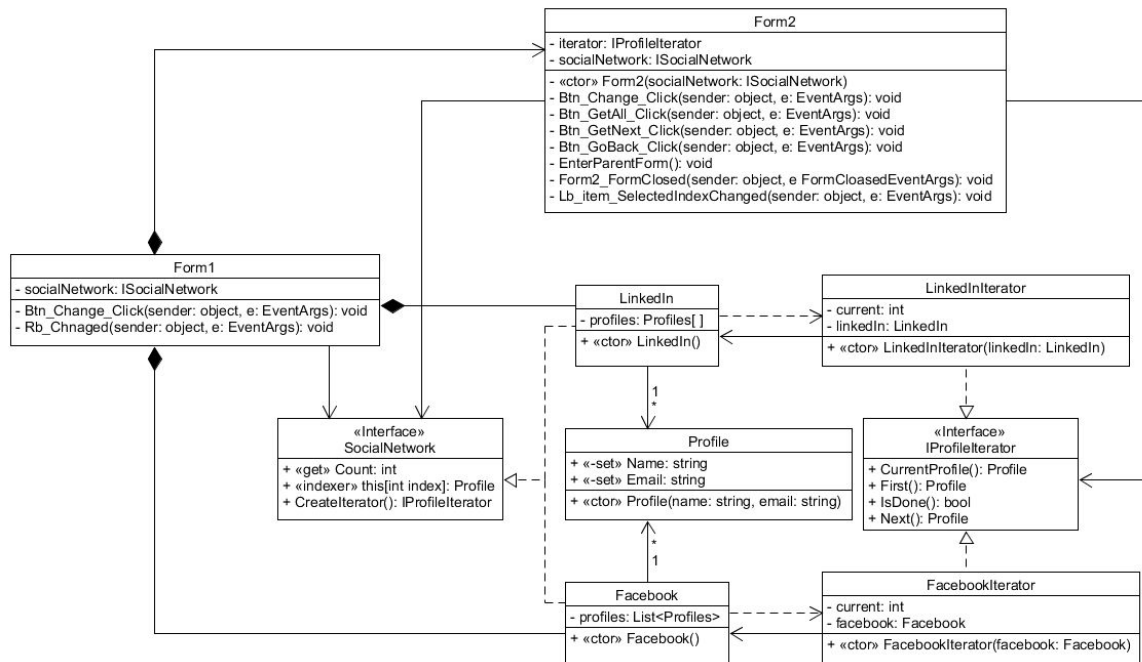 Form2
- iterator: IProfileIterator
- socialNetwork: ISocialNetwork
- «ctor» Form2(socialNetwork: ISocialNetwork)
- Btn_Change_Click(sender: object, e: EventArgs): void
- Btn_GetAll_Click(sender: object, e: EventArgs): void
- Btn_GetNext_Click(sender: object, e: EventArgs): void
- Btn_GoBack_Click(sender: object, e: EventArgs): void
- EnterParentForm(): void
- Form2_FormClosed(sender: object, e FormCloasedEventArgs): void
- Lb_item_SelectedIndexChanged(sender: object, e: EventArgs): void
Form1
- socialNetwork: ISocialNetwork
- Btn_Change_Click(sender: object, e: EventArgs): void
- Rb_Chnaged(sender: object, e: EventArgs): void
LinkedIn
- profiles: Profiles[ ]
+ «ctor» LinkedIn()
LinkedInIterator
- current: int
- linkedIn: LinkedIn
+ «ctor» LinkedInIterator(linkedIn: LinkedIn)
1
*
«Interface»
SocialNetwork
+ «get» Count: int
+ «indexer» this[int index]: Profile
+ CreateIterator(): IProfileIterator
Profile
+ «-set» Name: string
+ «-set» Email: string
+ «ctor» Profile(name: string, email: string)
«Interface»
IProfileIterator
+ CurrentProfile(): Profile
+ First(): Profile
+ IsDone(): bool
+ Next(): Profile
*
1
Facebook
- profiles: List<Profiles>
+ «ctor» Facebook()
FacebookIterator
- current: int
- facebook: Facebook
+ «ctor» FacebookIterator(facebook: Facebook)